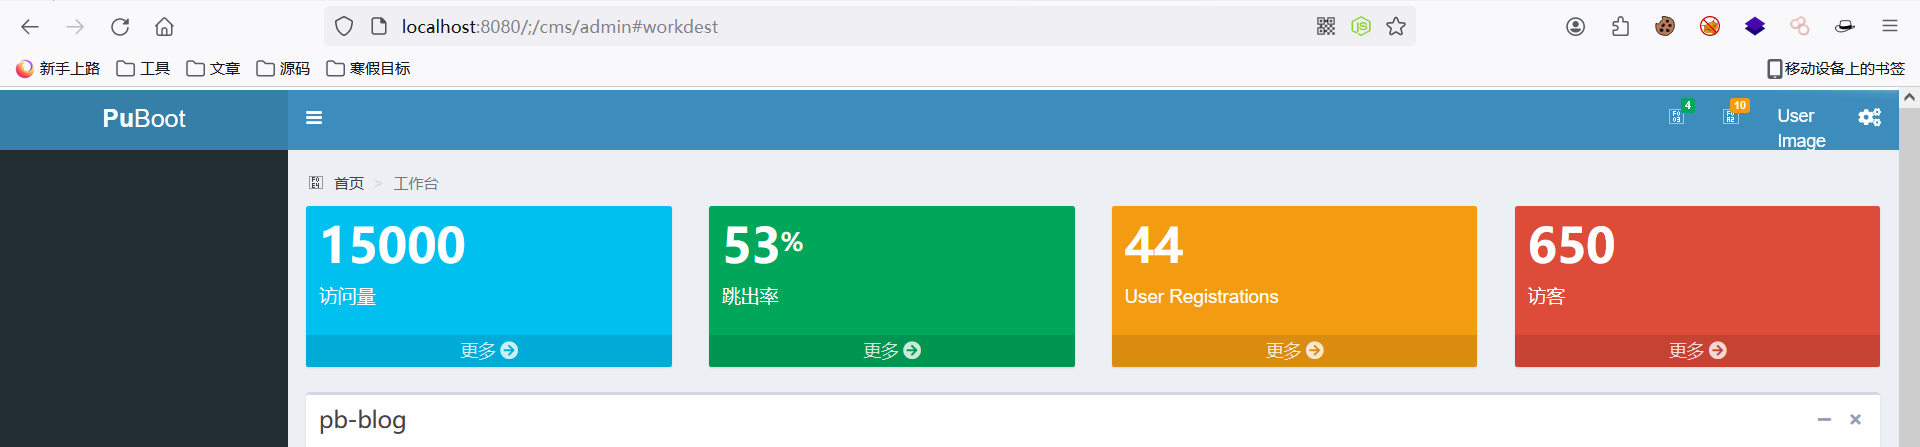 localhost:8080/;/cms/admin#workdest
新手上路 工具 文章 源码 寒假目标 移动设备上的书签
PuBoot 4 10 User
Image
首页 > 工作台
15000 53% 44 650
访问量 跳出率 User Registrations 访客
更多 更多 更多 更多
pb-blog